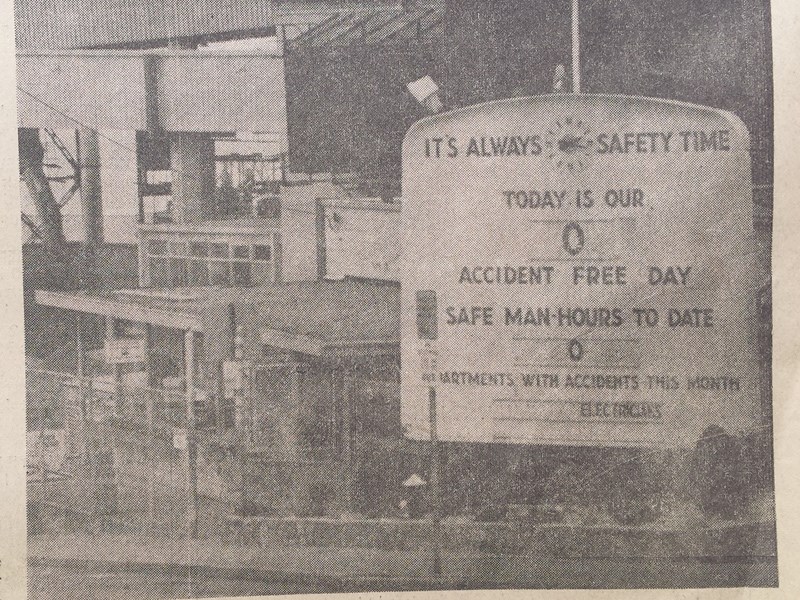 IT'S ALWAYS SAFETY TIME
TODAY IS OUR
0
ACCIDENT FREE DAY
SAFE MAN-HOURS TO DATE
0
ARTMENTS WITH ACCIDENTS THIS MONTH
ELECTRICIANS